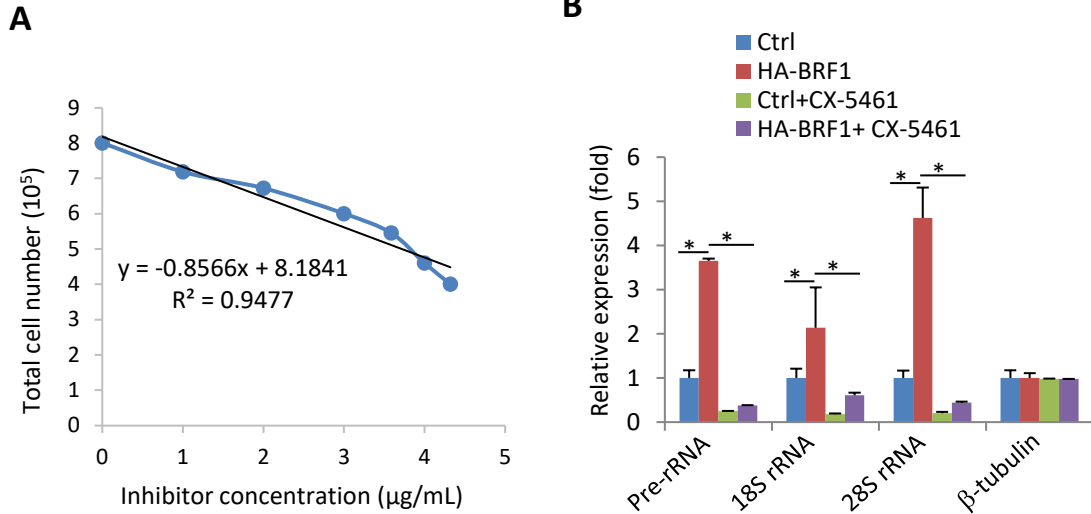 A
9
8
7
6
5
4
3
2
1
0
Total cell number (10⁵)
y = -0.8566x + 8.1841
R² = 0.9477
0 1 2 3 4 5
Inhibitor concentration (µg/mL)
B
Ctrl
HA-BRF1
Ctrl+CX-5461
HA-BRF1+ CX-5461
6
5
4
3
2
1
0
Relative expression (fold)
* *
* *
* *
Pre-rRNA
18S rRNA
28S rRNA
β-tubulin